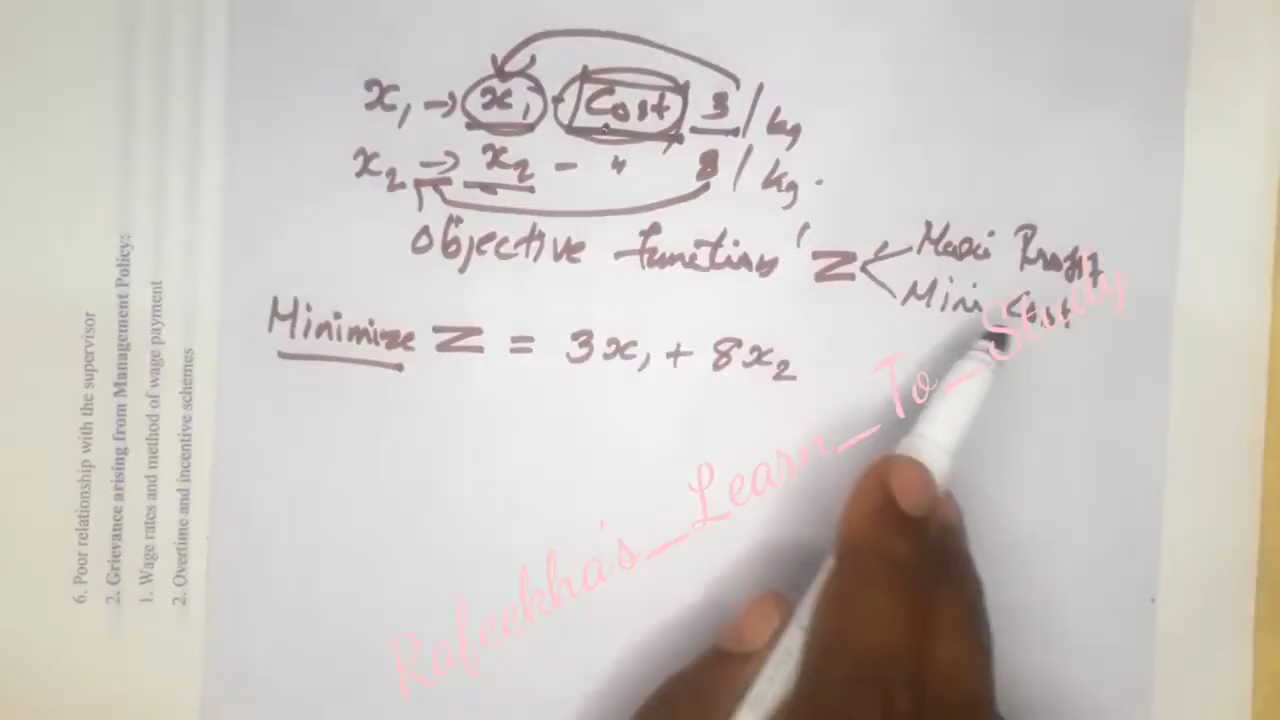 x₁ → x₁ - Cost 3 / kg
x₂ → x₂ - " 8 / kg.
Objective function' Z
Maxi Profit
Mini Cost
Minimize Z = 3x₁ + 8x₂
Rafeekha's_Learn_To_Study
6. Poor relationship with the supervisor
2. Grievance arising from Management Policy:
1. Wage rates and method of wage payment
2. Overtime and incentive schemes